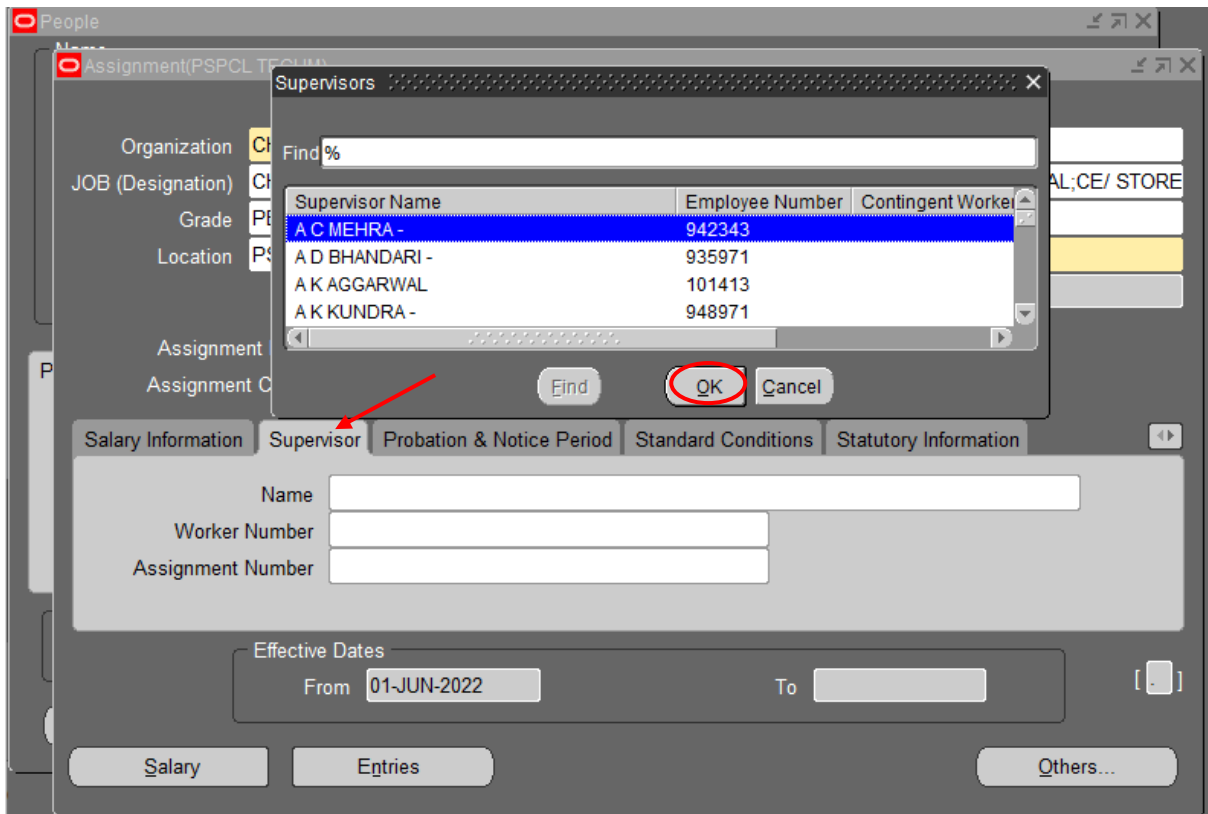 People
Name
Assignment(PSPCL TECUM)
Supervisors
Find %
Organization
JOB (Designation) AL;CE/ STORE
Grade
Location
Supervisor Name Employee Number Contingent Worker
A C MEHRA - 942343
A D BHANDARI - 935971
A K AGGARWAL 101413
A K KUNDRA - 948971
Assignment
Assignment C
Find OK Cancel
Salary Information Supervisor Probation & Notice Period Standard Conditions Statutory Information
Name
Worker Number
Assignment Number
Effective Dates
From 01-JUN-2022 To [ . ]
Salary Entries Others...